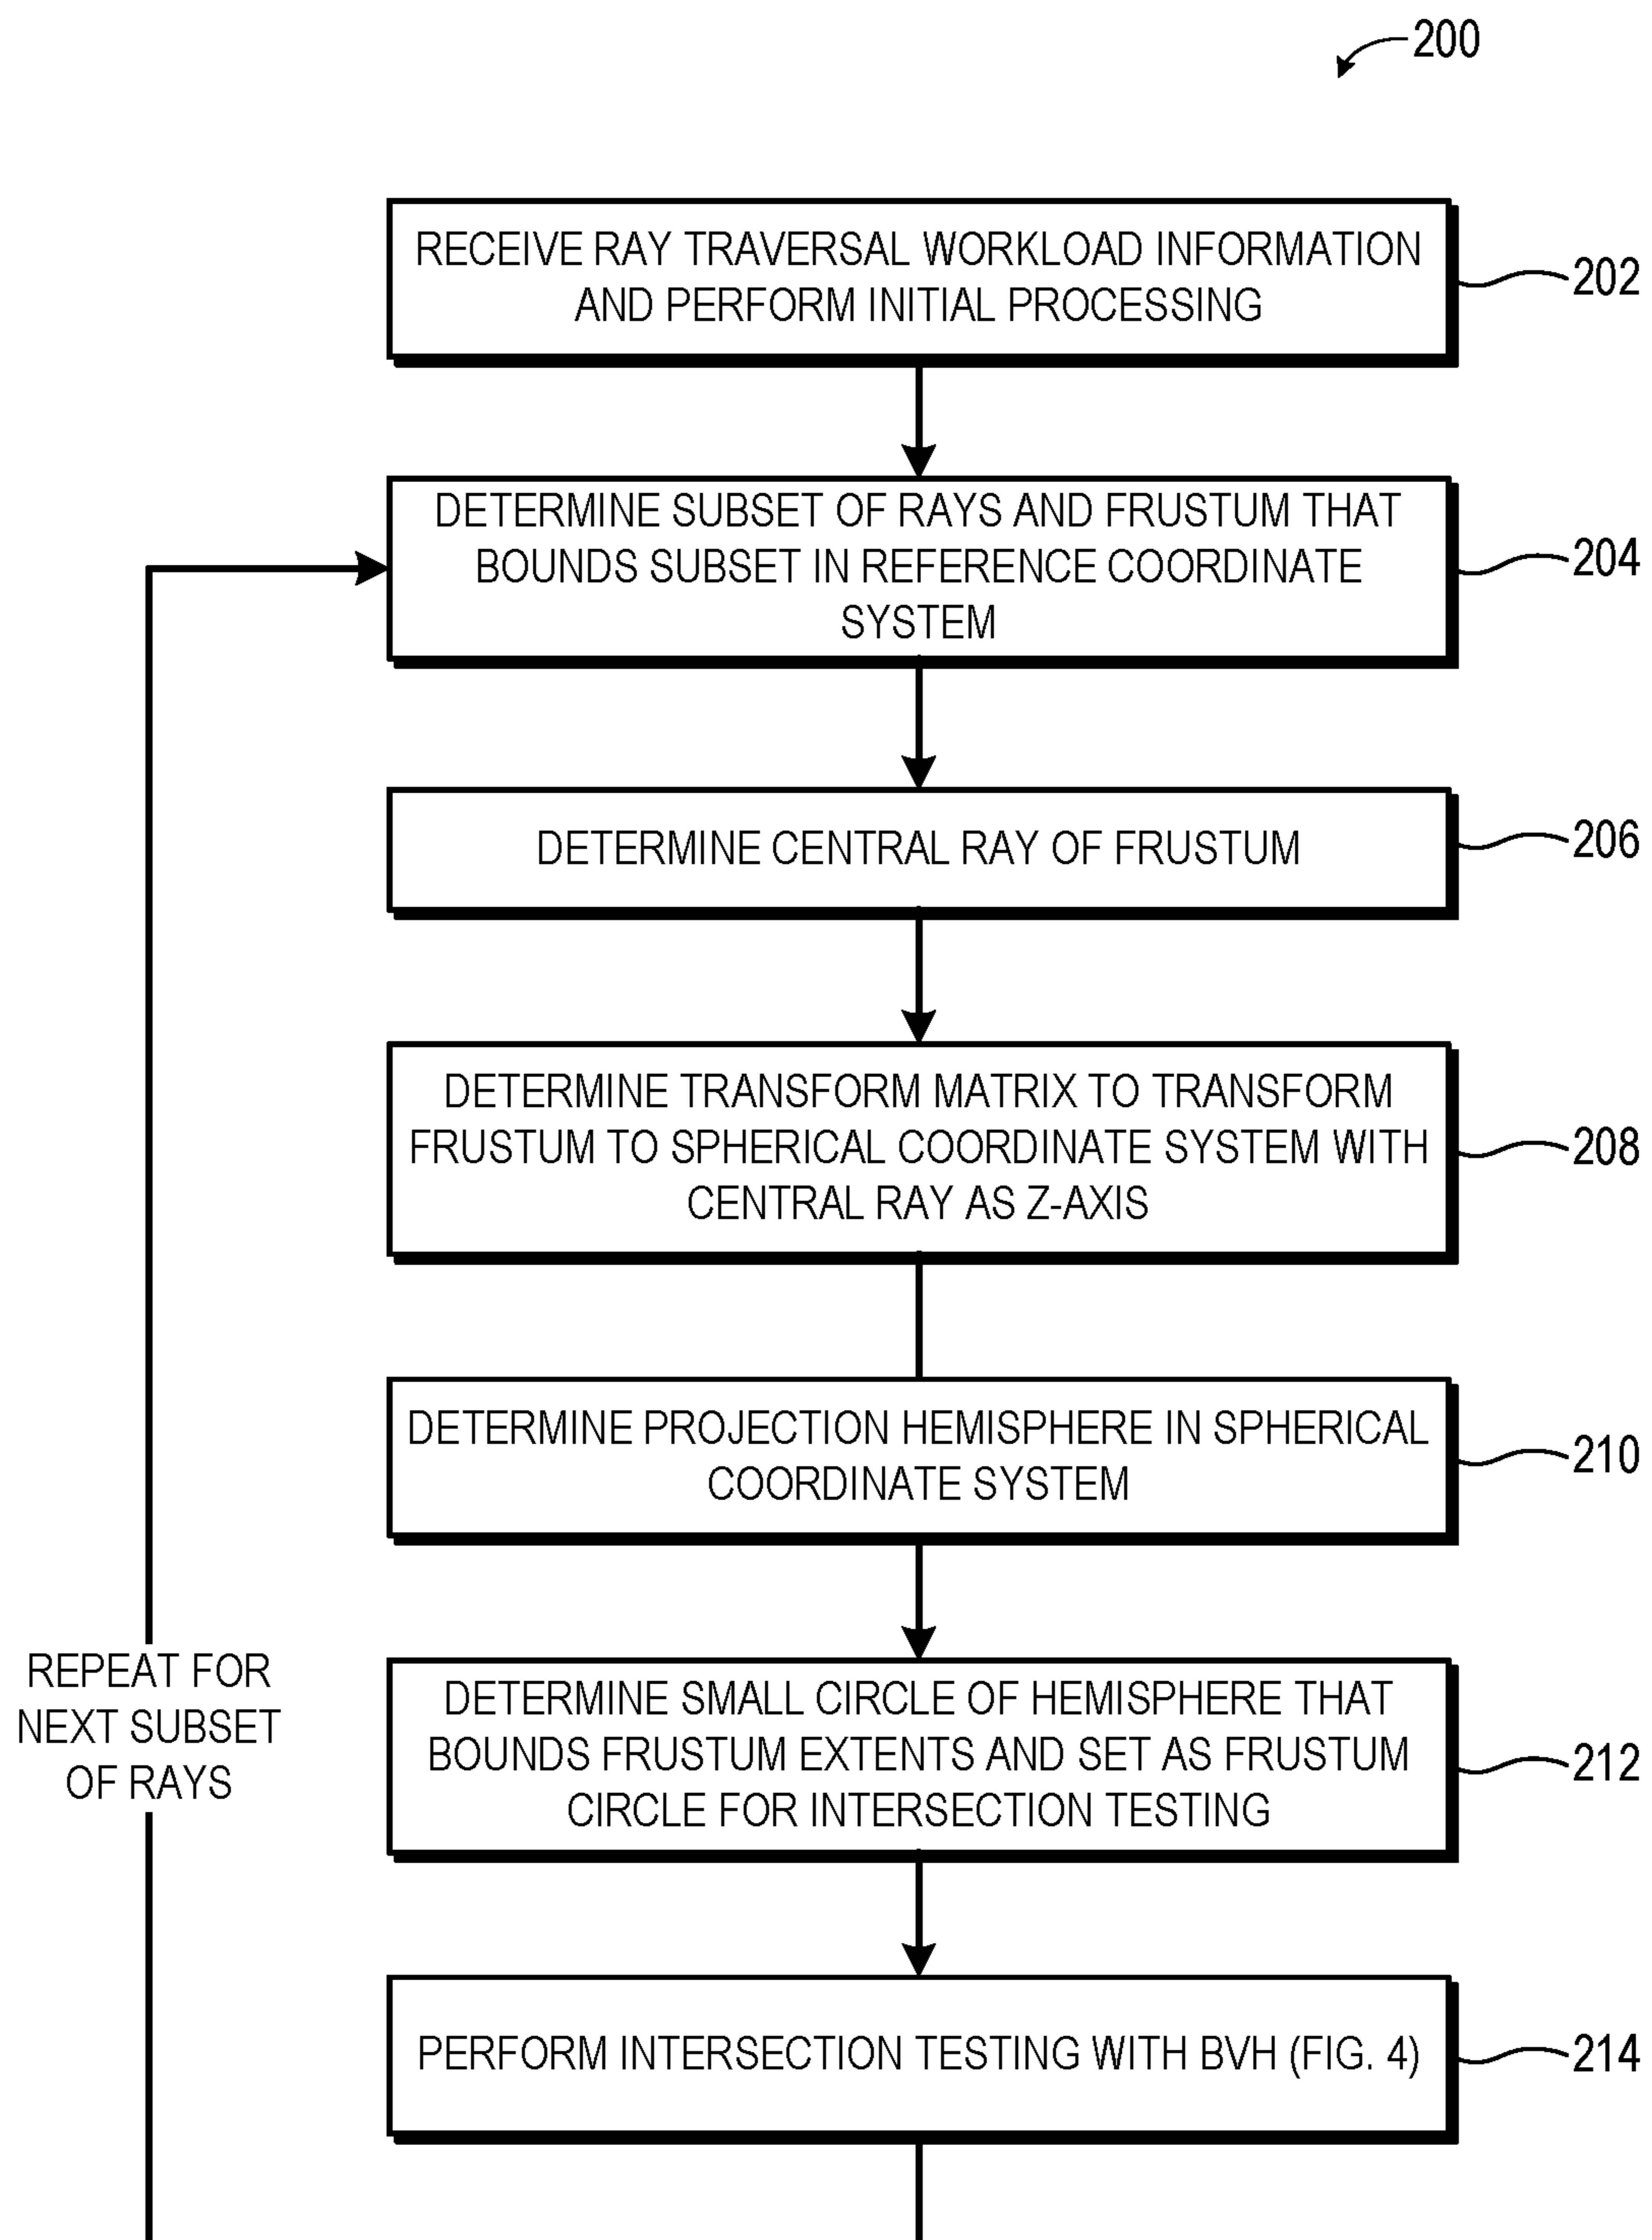 200
RECEIVE RAY TRAVERSAL WORKLOAD INFORMATION
AND PERFORM INITIAL PROCESSING
202
DETERMINE SUBSET OF RAYS AND FRUSTUM THAT
BOUNDS SUBSET IN REFERENCE COORDINATE
SYSTEM
204
DETERMINE CENTRAL RAY OF FRUSTUM
206
DETERMINE TRANSFORM MATRIX TO TRANSFORM
FRUSTUM TO SPHERICAL COORDINATE SYSTEM WITH
CENTRAL RAY AS Z-AXIS
208
DETERMINE PROJECTION HEMISPHERE IN SPHERICAL
COORDINATE SYSTEM
210
REPEAT FOR
NEXT SUBSET
OF RAYS
DETERMINE SMALL CIRCLE OF HEMISPHERE THAT
BOUNDS FRUSTUM EXTENTS AND SET AS FRUSTUM
CIRCLE FOR INTERSECTION TESTING
212
PERFORM INTERSECTION TESTING WITH BVH (FIG. 4)
214